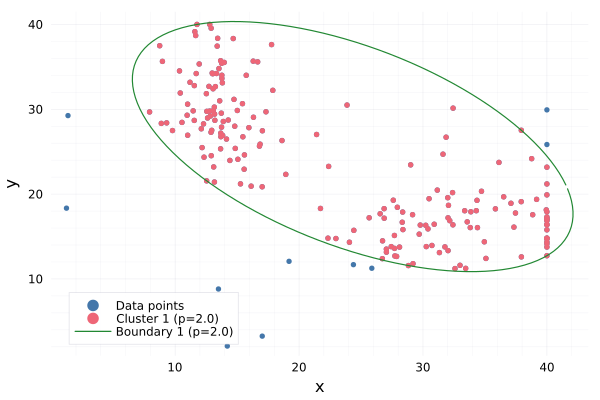 40
30
20
10
y
Data points
Cluster 1 (p=2.0)
Boundary 1 (p=2.0)
10 20 30 40
x